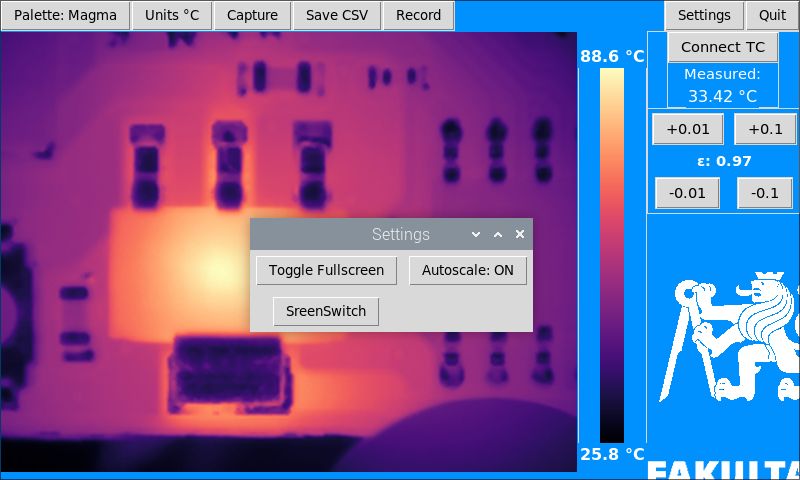 Palette: Magma Units °C Capture Save CSV Record Settings Quit
88.6 °C
Connect TC
Measured:
33.42 °C
+0.01 +0.1
ε: 0.97
-0.01 -0.1
Settings
Toggle Fullscreen Autoscale: ON
SreenSwitch
25.8 °C